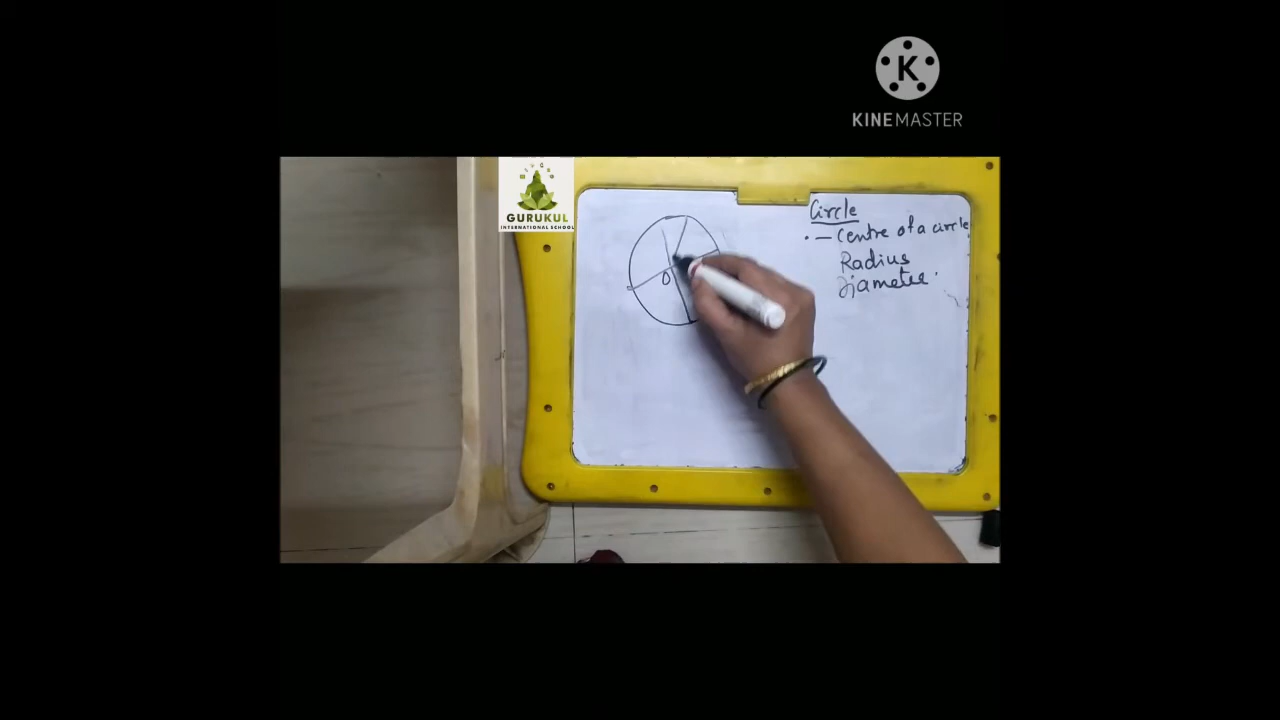 KINEMASTER
GURUKUL
INTERNATIONAL SCHOOL
Circle
. — Centre of a circle
Radius
Diameter.
O